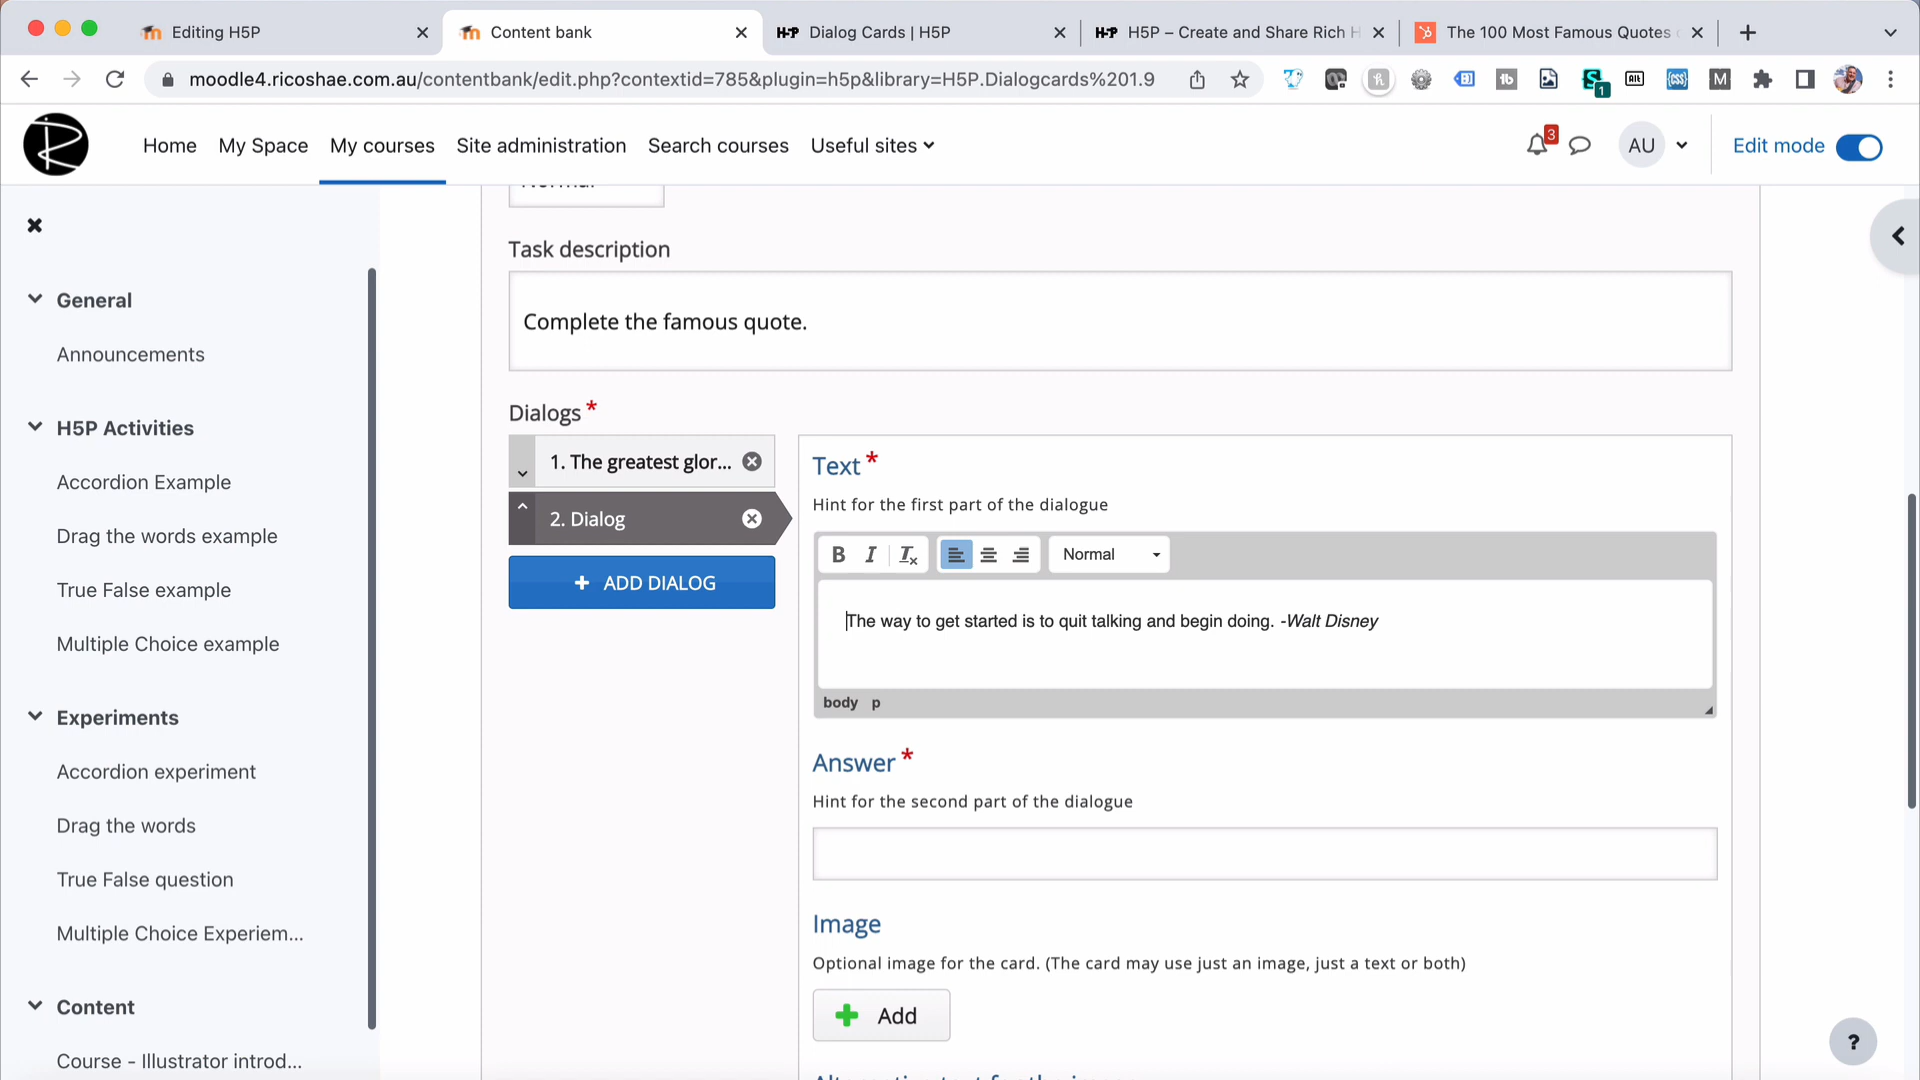 Editing H5P
Content bank
Dialog Cards | H5P
H5P – Create and Share Rich H
The 100 Most Famous Quotes
moodle4.ricoshae.com.au/contentbank/edit.php?contextid=785&plugin=h5p&library=H5P.Dialogcards%201.9
Home
My Space
My courses
Site administration
Search courses
Useful sites
3
AU
Edit mode
General
Announcements
H5P Activities
Accordion Example
Drag the words example
True False example
Multiple Choice example
Experiments
Accordion experiment
Drag the words
True False question
Multiple Choice Experiem...
Content
Course - Illustrator introd...
Normal
Task description
Complete the famous quote.
Dialogs *
1. The greatest glor...
2. Dialog
+ ADD DIALOG
Text *
Hint for the first part of the dialogue
B I Tx
Normal
The way to get started is to quit talking and begin doing. -Walt Disney
body p
Answer *
Hint for the second part of the dialogue
Image
Optional image for the card. (The card may use just an image, just a text or both)
Add
?